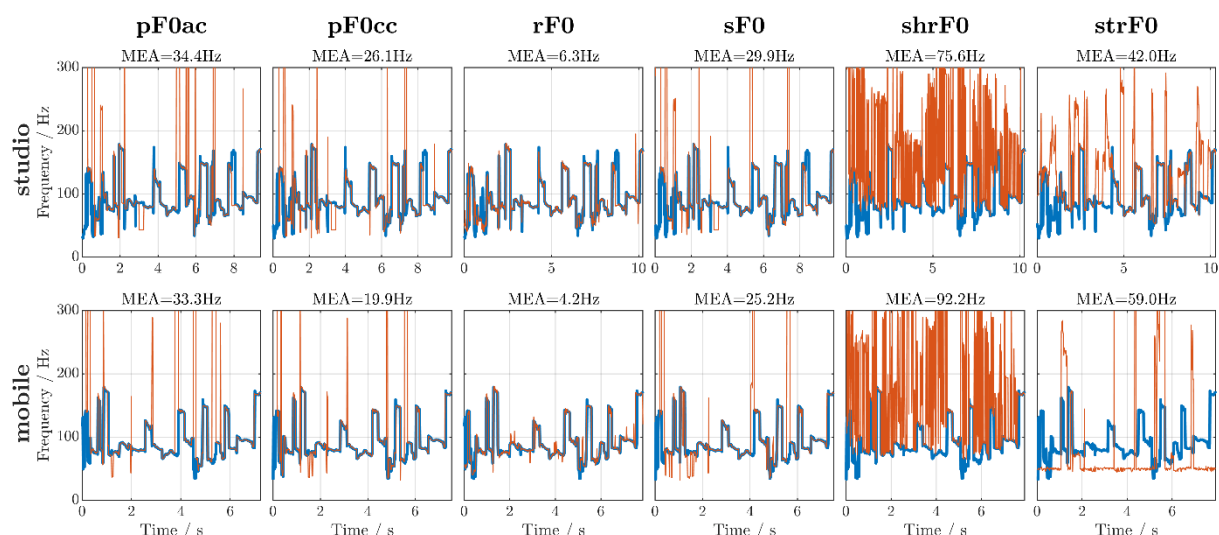 pF0ac pF0cc rF0 sF0 shrF0 strF0
MEA=34.4Hz MEA=26.1Hz MEA=6.3Hz MEA=29.9Hz MEA=75.6Hz MEA=42.0Hz
studio
Frequency / Hz
300
200
100
0
0 2 4 6 8 0 2 4 6 8 0 5 10 0 2 4 6 8 0 5 10 0 5 10
MEA=33.3Hz MEA=19.9Hz MEA=4.2Hz MEA=25.2Hz MEA=92.2Hz MEA=59.0Hz
mobile
Frequency / Hz
300
200
100
0
0 2 4 6 0 2 4 6 0 2 4 6 0 2 4 6 0 2 4 6 0 2 4 6
Time / s Time / s Time / s Time / s Time / s Time / s